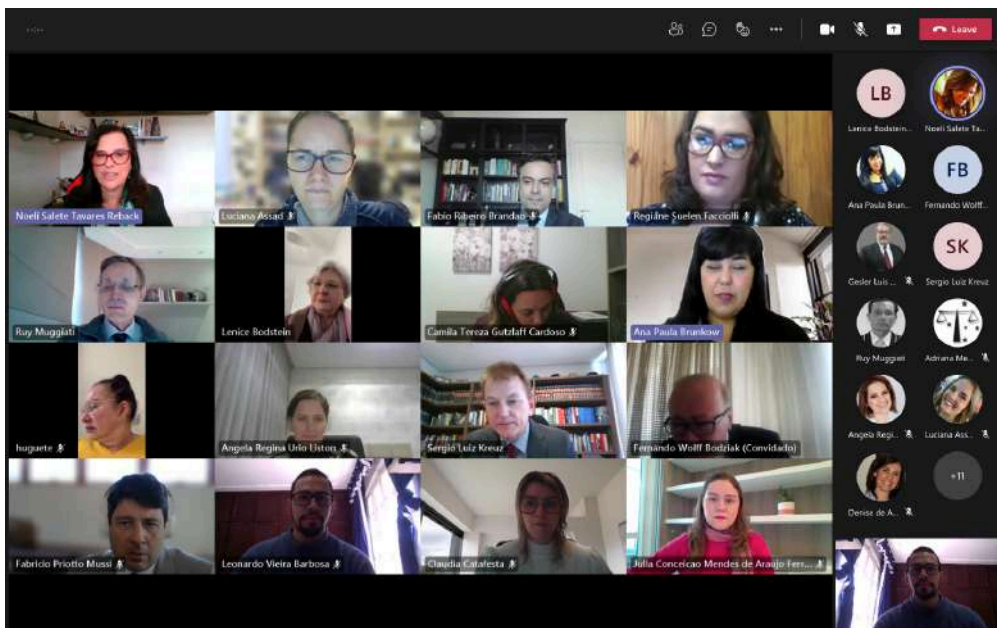 Leave
LB
Lenice Bodstein...
Noeli Salete Ta...
Ana Paula Brun...
FB
Fernando Wolff...
Gesler Luis ...
SK
Sergio Luiz Kreuz
Ruy Muggiati
Adriana Me...
Angela Regi...
Luciana Ass...
Denise de A...
+11
Noeli Salete Tavares Reback
Luciana Assad
Fabio Ribeiro Brandao
Regiane Suelen Facciolli
Ruy Muggiati
Lenice Bodstein
Camila Tereza Gutzlaff Cardoso
Ana Paula Brunkow
huguete
Angela Regina Urio Liston
Sergio Luiz Kreuz
Fernando Wolff Bodziak (Convidado)
Fabricio Priotto Mussi
Leonardo Vieira Barbosa
Claudia Catafesta
Julia Conceicao Mendes de Araujo Ferr...